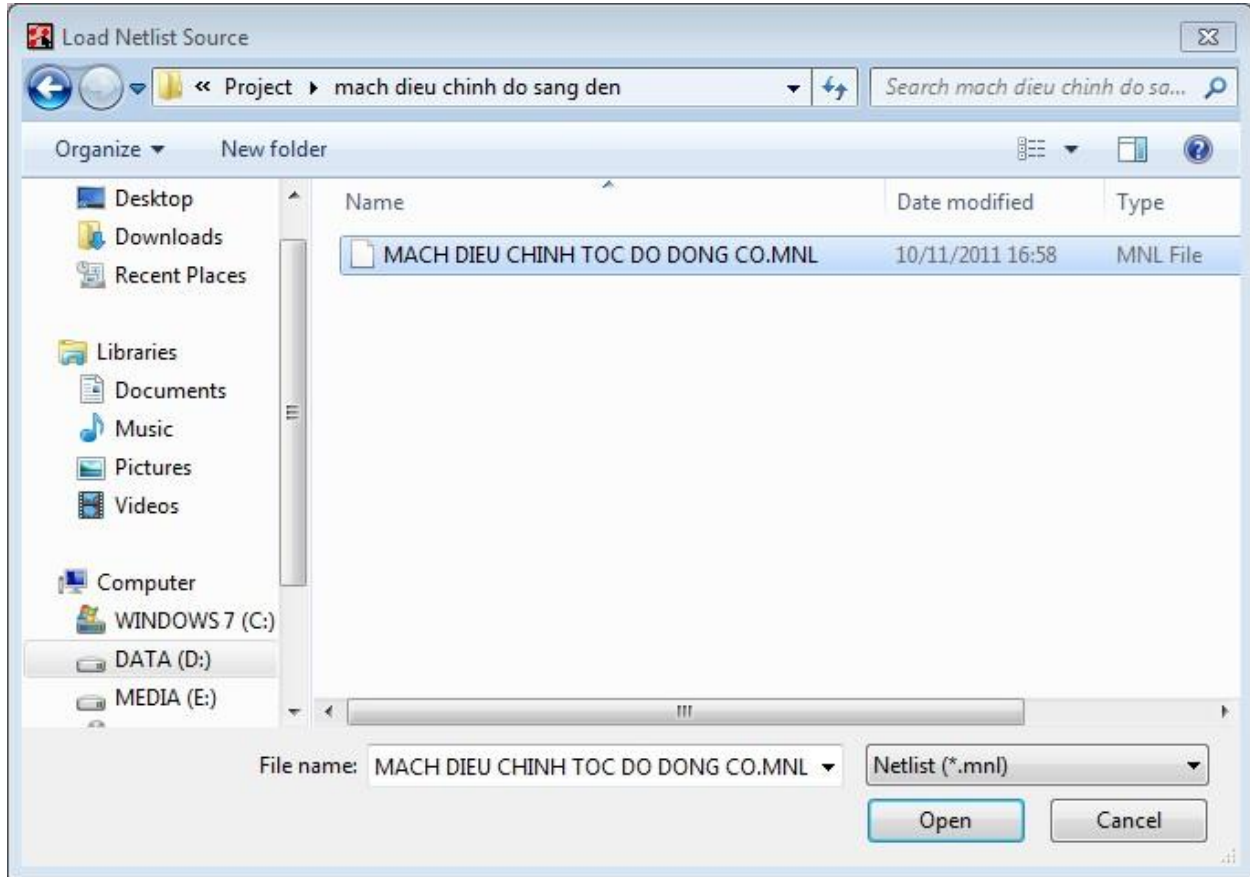 Load Netlist Source
« Project ▸ mach dieu chinh do sang den
Search mach dieu chinh do sa...
Organize
New folder
Desktop
Downloads
Recent Places
Libraries
Documents
Music
Pictures
Videos
Computer
WINDOWS 7 (C:)
DATA (D:)
MEDIA (E:)
Name Date modified Type
MACH DIEU CHINH TOC DO DONG CO.MNL 10/11/2011 16:58 MNL File
File name: MACH DIEU CHINH TOC DO DONG CO.MNL Netlist (*.mnl)
Open Cancel